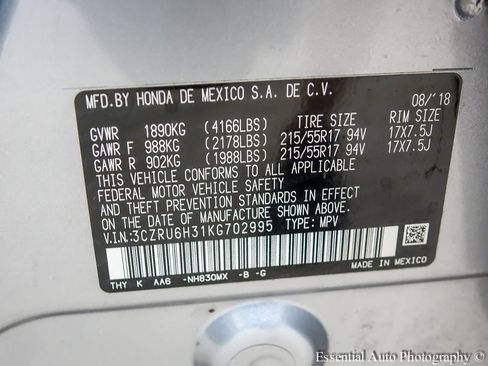 MFD.BY HONDA DE MEXICO S.A. DE C.V. 08/'18
TIRE SIZE RIM SIZE
GVWR 1890KG (4166LBS)
GAWR F 988KG (2178LBS) 215/55R17 94V 17X7.5J
GAWR R 902KG (1988LBS) 215/55R17 94V 17X7.5J
THIS VEHICLE CONFORMS TO ALL APPLICABLE
FEDERAL MOTOR VEHICLE SAFETY
AND THEFT PREVENTION STANDARDS IN EFFECT
ON THE DATE OF MANUFACTURE SHOWN ABOVE.
V.I.N:3CZRU6H31KG702995 TYPE: MPV
THY K AA6 -NH830MX -B -G
MADE IN MEXICO
Essential Auto Photography ©